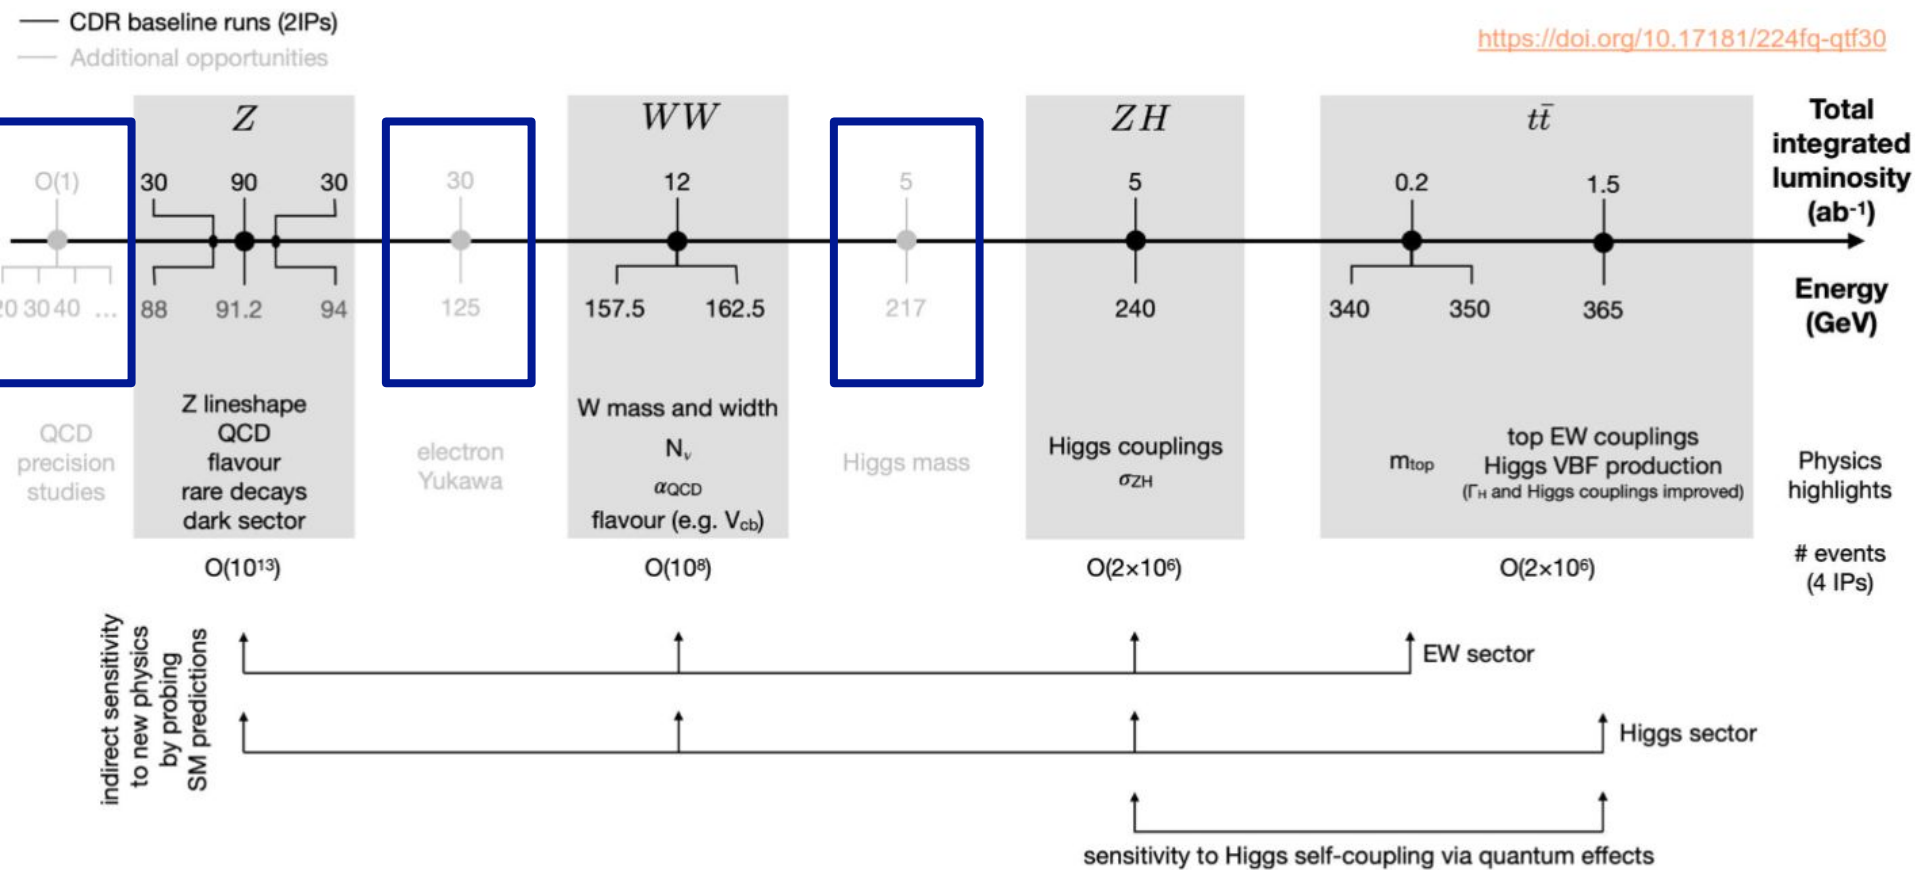 CDR baseline runs (2IPs)
Additional opportunities
https://doi.org/10.17181/224fq-qtf30
Z
WW
ZH
tt̄
Total
integrated
luminosity
(ab⁻¹)
O(1)
30 90 30
30
12
5
5
0.2
1.5
20 30 40 ...
88 91.2 94
125
157.5 162.5
217
240
340 350
365
Energy
(GeV)
QCD
precision
studies
Z lineshape
QCD
flavour
rare decays
dark sector
electron
Yukawa
W mass and width
Nᵥ
αQCD
flavour (e.g. Vcb)
Higgs mass
Higgs couplings
σZH
mtop
top EW couplings
Higgs VBF production
(ΓH and Higgs couplings improved)
Physics
highlights
O(10¹³)
O(10⁸)
O(2×10⁶)
O(2×10⁶)
# events
(4 IPs)
indirect sensitivity
to new physics
by probing
SM predictions
EW sector
Higgs sector
sensitivity to Higgs self-coupling via quantum effects